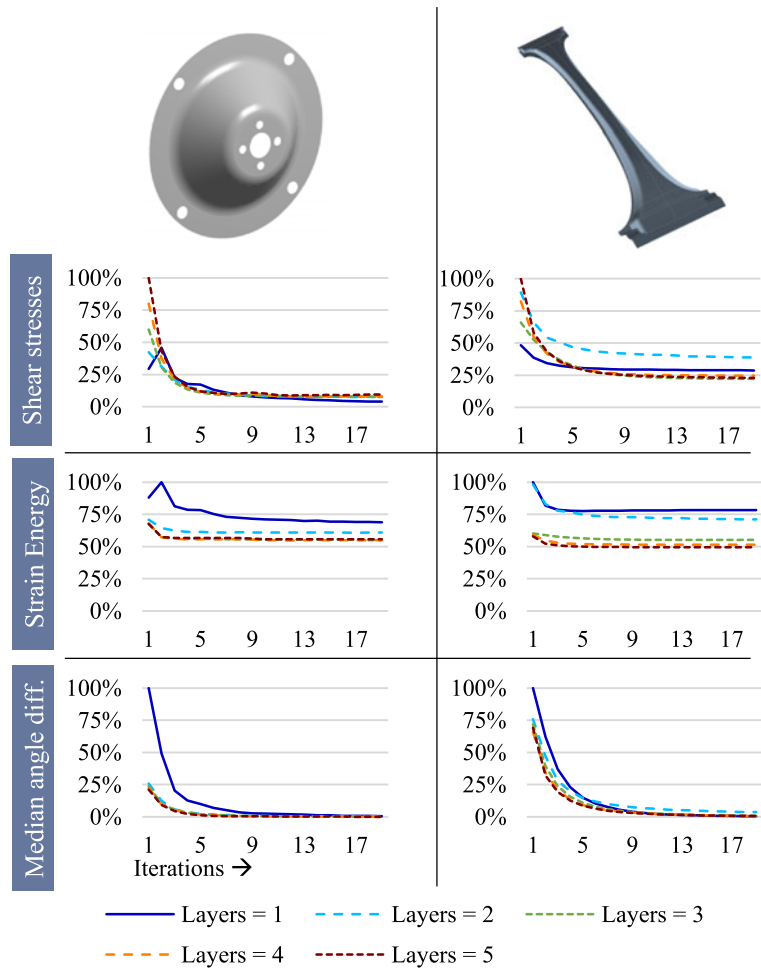 Shear stresses
100%
75%
50%
25%
0%
1 5 9 13 17
100%
75%
50%
25%
0%
1 5 9 13 17
Strain Energy
100%
75%
50%
25%
0%
1 5 9 13 17
100%
75%
50%
25%
0%
1 5 9 13 17
Median angle diff.
100%
75%
50%
25%
0%
1 5 9 13 17
Iterations →
100%
75%
50%
25%
0%
1 5 9 13 17
Layers = 1 Layers = 2 Layers = 3
Layers = 4 Layers = 5